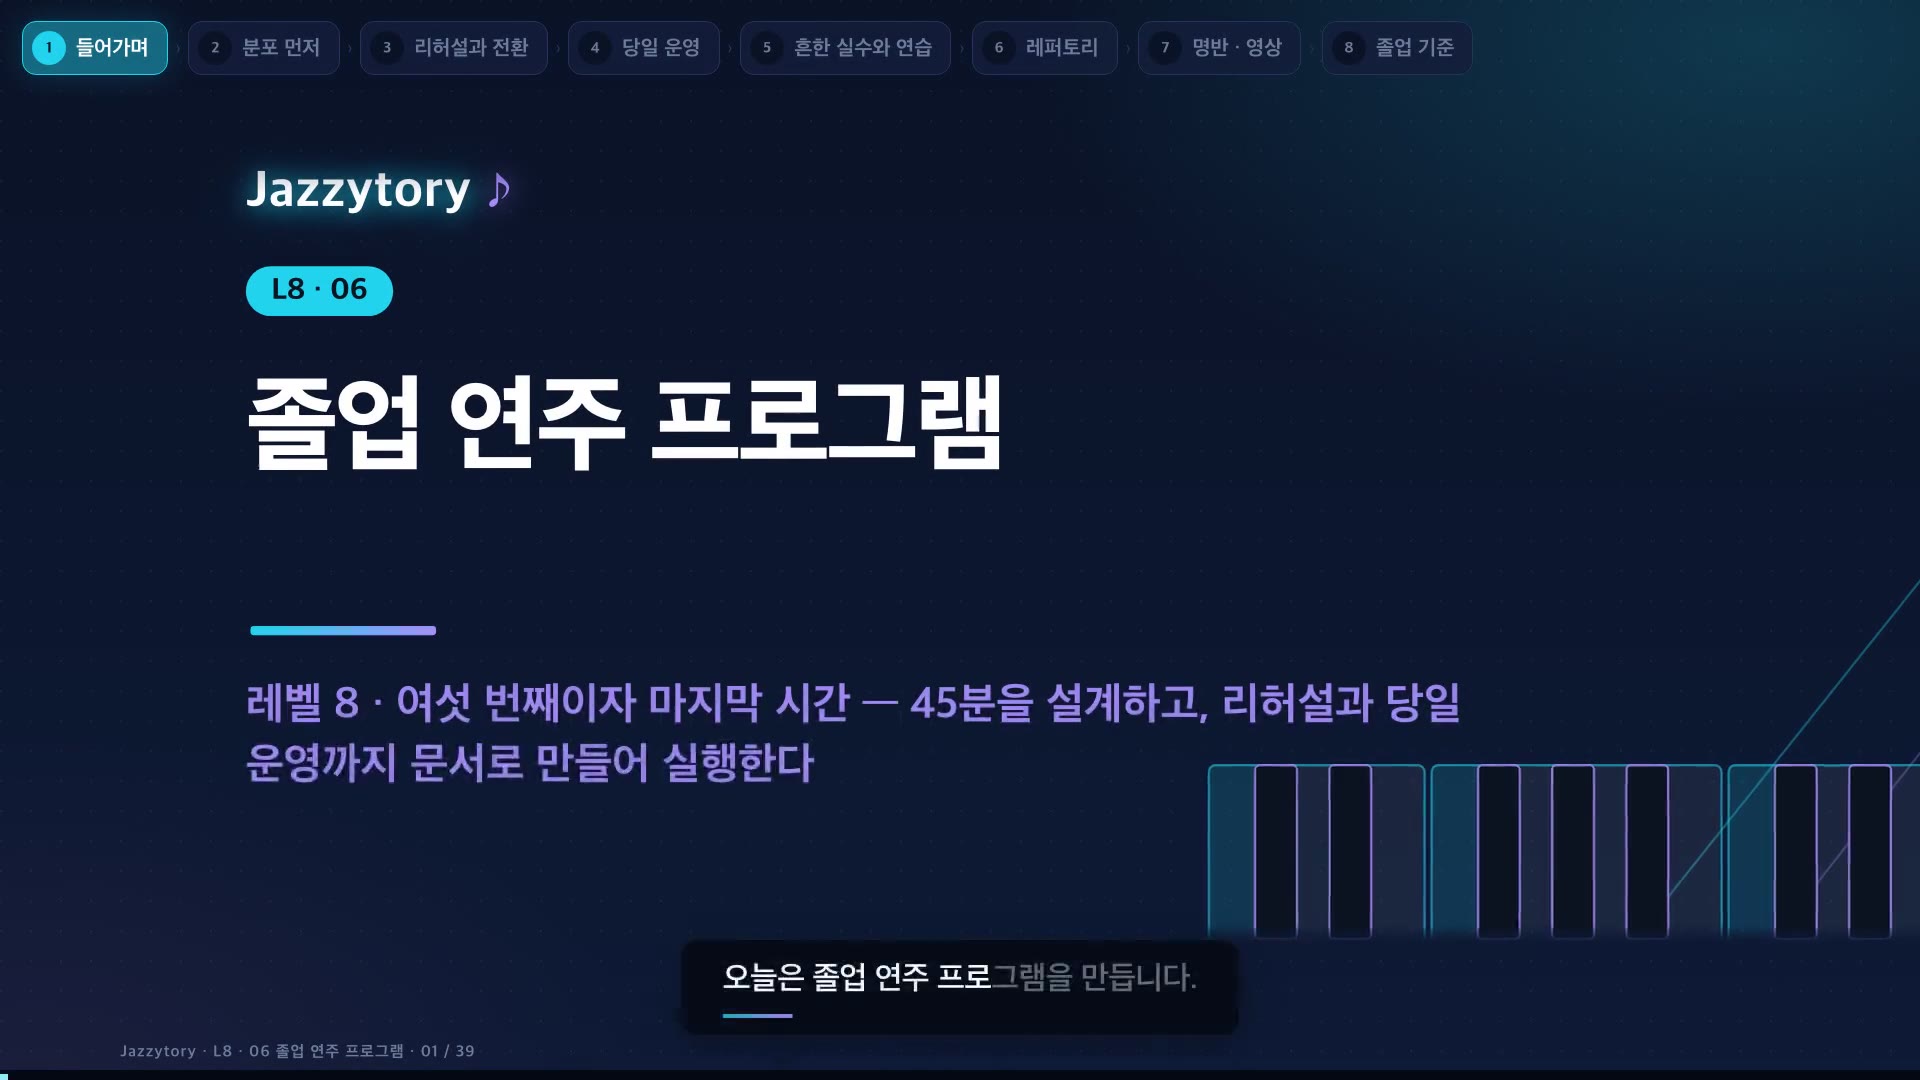 1 들어가며 › 2 분포 먼저 › 3 리허설과 전환 › 4 당일 운영 › 5 흔한 실수와 연습 › 6 레퍼토리 › 7 명반 · 영상 › 8 졸업 기준
Jazzytory ♪
L8 · 06
졸업 연주 프로그램
레벨 8 · 여섯 번째이자 마지막 시간 — 45분을 설계하고, 리허설과 당일
운영까지 문서로 만들어 실행한다
오늘은 졸업 연주 프로그램을 만듭니다.
Jazzytory · L8 · 06 졸업 연주 프로그램 · 01 / 39